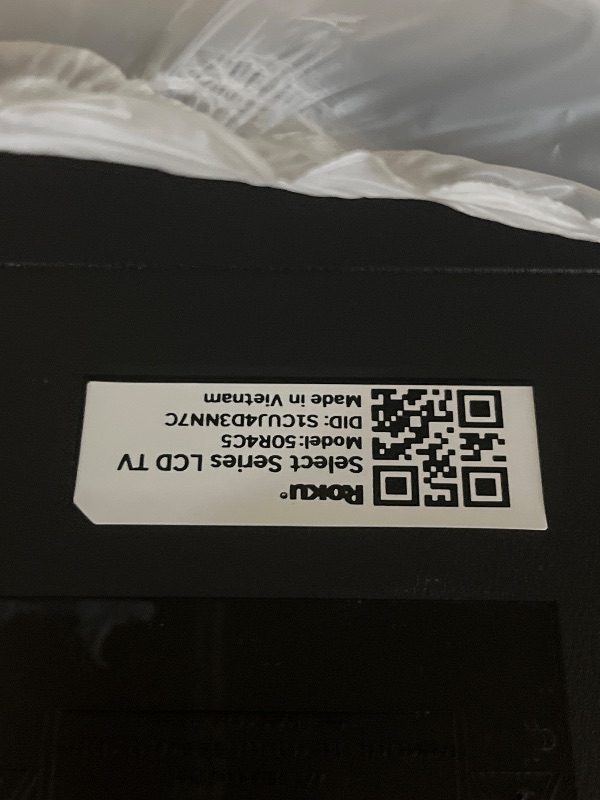 Roku®
Select Series LCD TV
Model:50R4C5
DID: S1CUJ4D3NN7C
Made in Vietnam